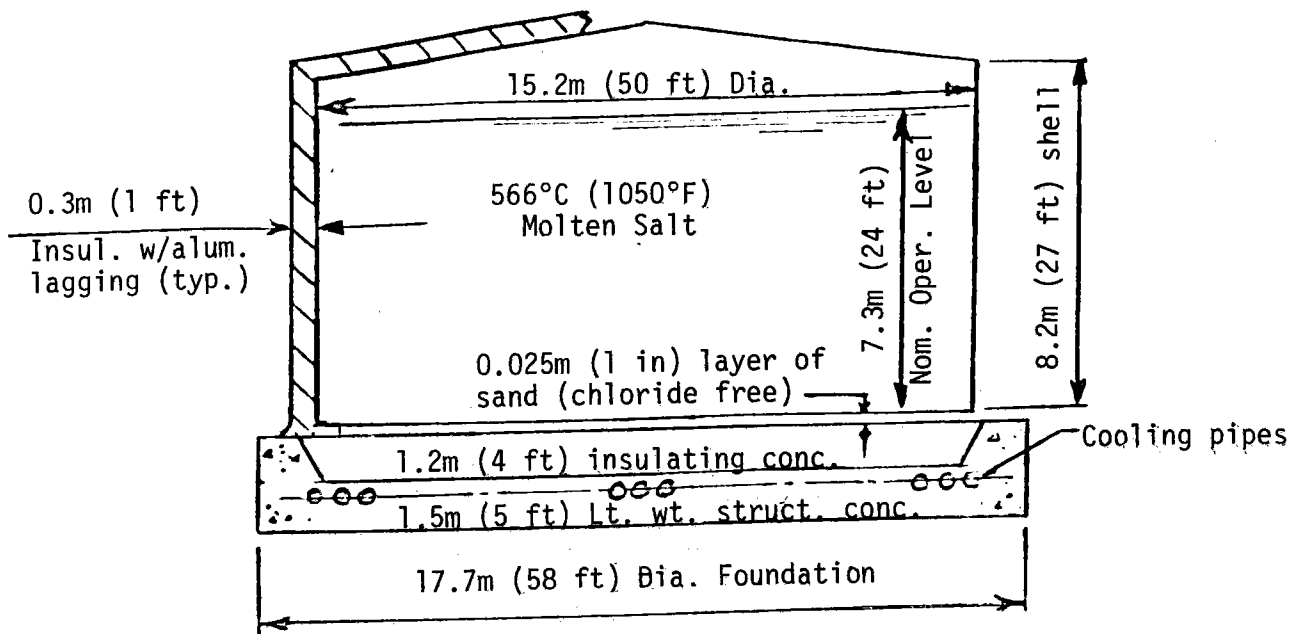 15.2m (50 ft) Dia.
0.3m (1 ft)
Insul. w/alum.
lagging (typ.)
566°C (1050°F)
Molten Salt
7.3m (24 ft)
Nom. Oper. Level
8.2m (27 ft) shell
0.025m (1 in) layer of
sand (chloride free)
Cooling pipes
1.2m (4 ft) insulating conc.
1.5m (5 ft) Lt. wt. struct. conc.
17.7m (58 ft) Dia. Foundation